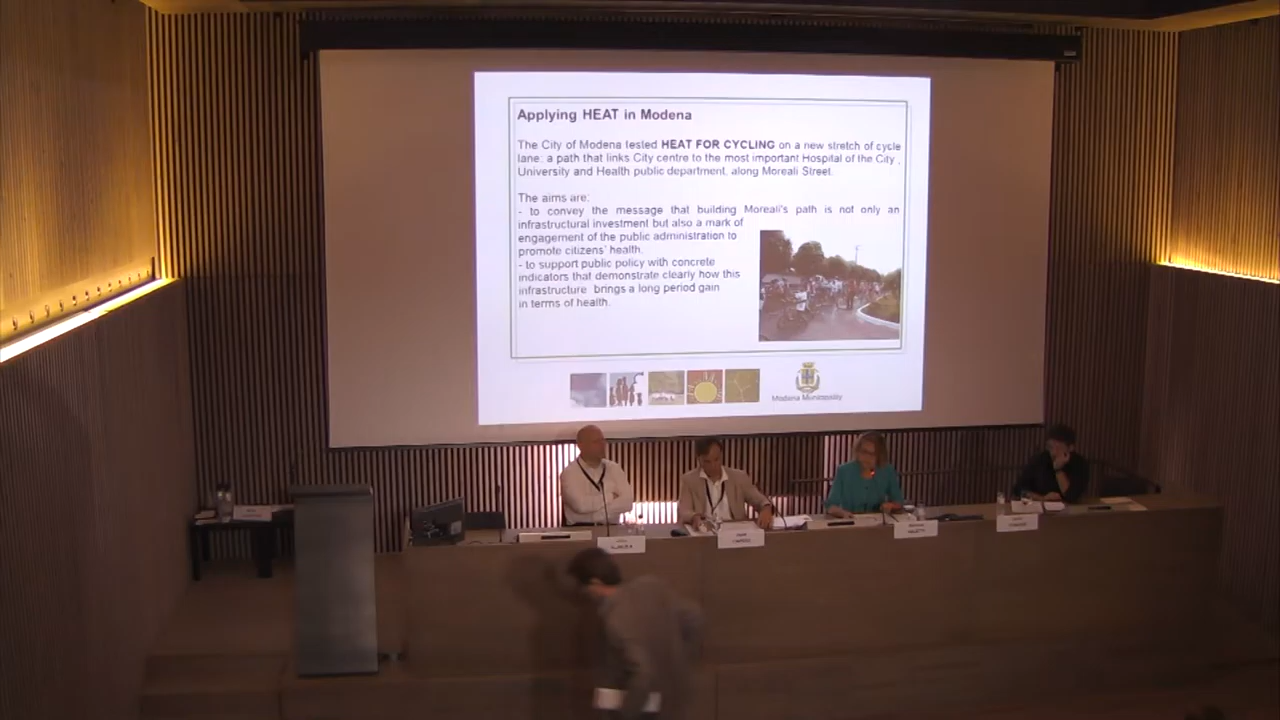 Applying HEAT in Modena
The City of Modena tested HEAT FOR CYCLING on a new stretch of cycle
lane: a path that links City centre to the most important Hospital of the City ,
University and Health public department, along Moreali Street.
The aims are:
- to convey the message that building Moreali's path is not only an
infrastructural investment but also a mark of
engagement of the public administration to
promote citizens' health.
- to support public policy with concrete
indicators that demonstrate clearly how this
infrastructure brings a long period gain
in terms of health.
Modena Municipality